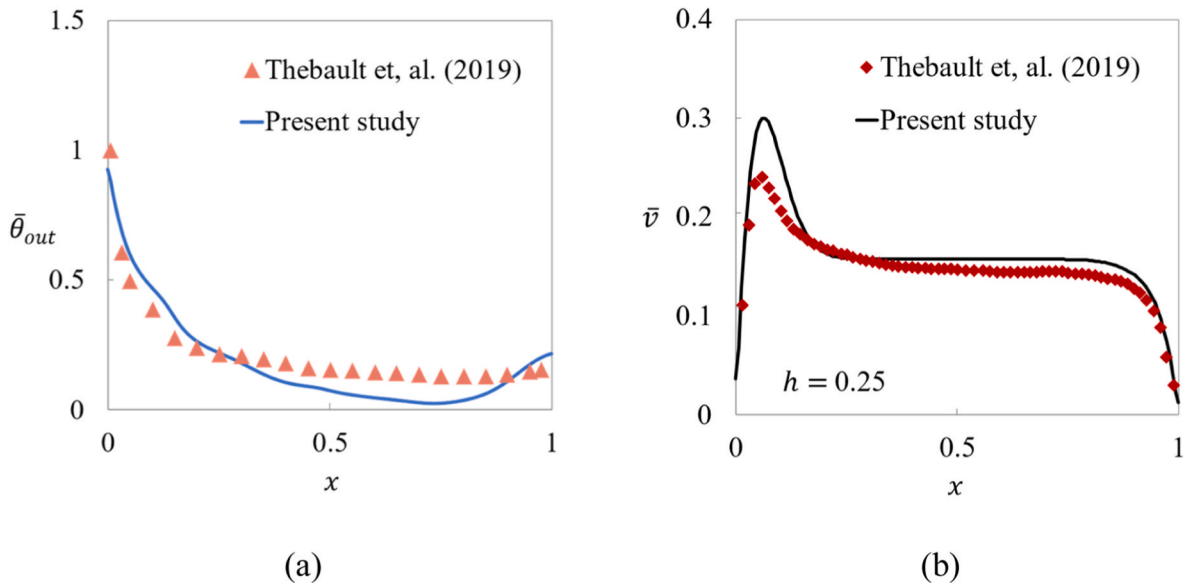 1.5
1
0.5
0
θ̄out
Thebault et, al. (2019)
Present study
0
0.5
1
x
(a)
0.4
0.3
0.2
0.1
0
v̄
Thebault et, al. (2019)
Present study
h = 0.25
0
0.5
1
x
(b)